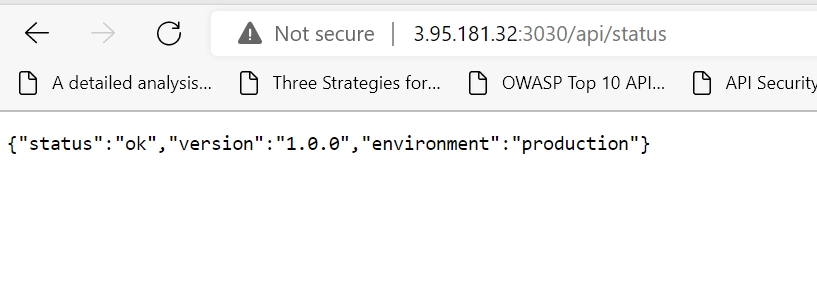 Not secure | 3.95.181.32:3030/api/status
A detailed analysis... Three Strategies for... OWASP Top 10 API... API Security
{"status":"ok","version":"1.0.0","environment":"production"}